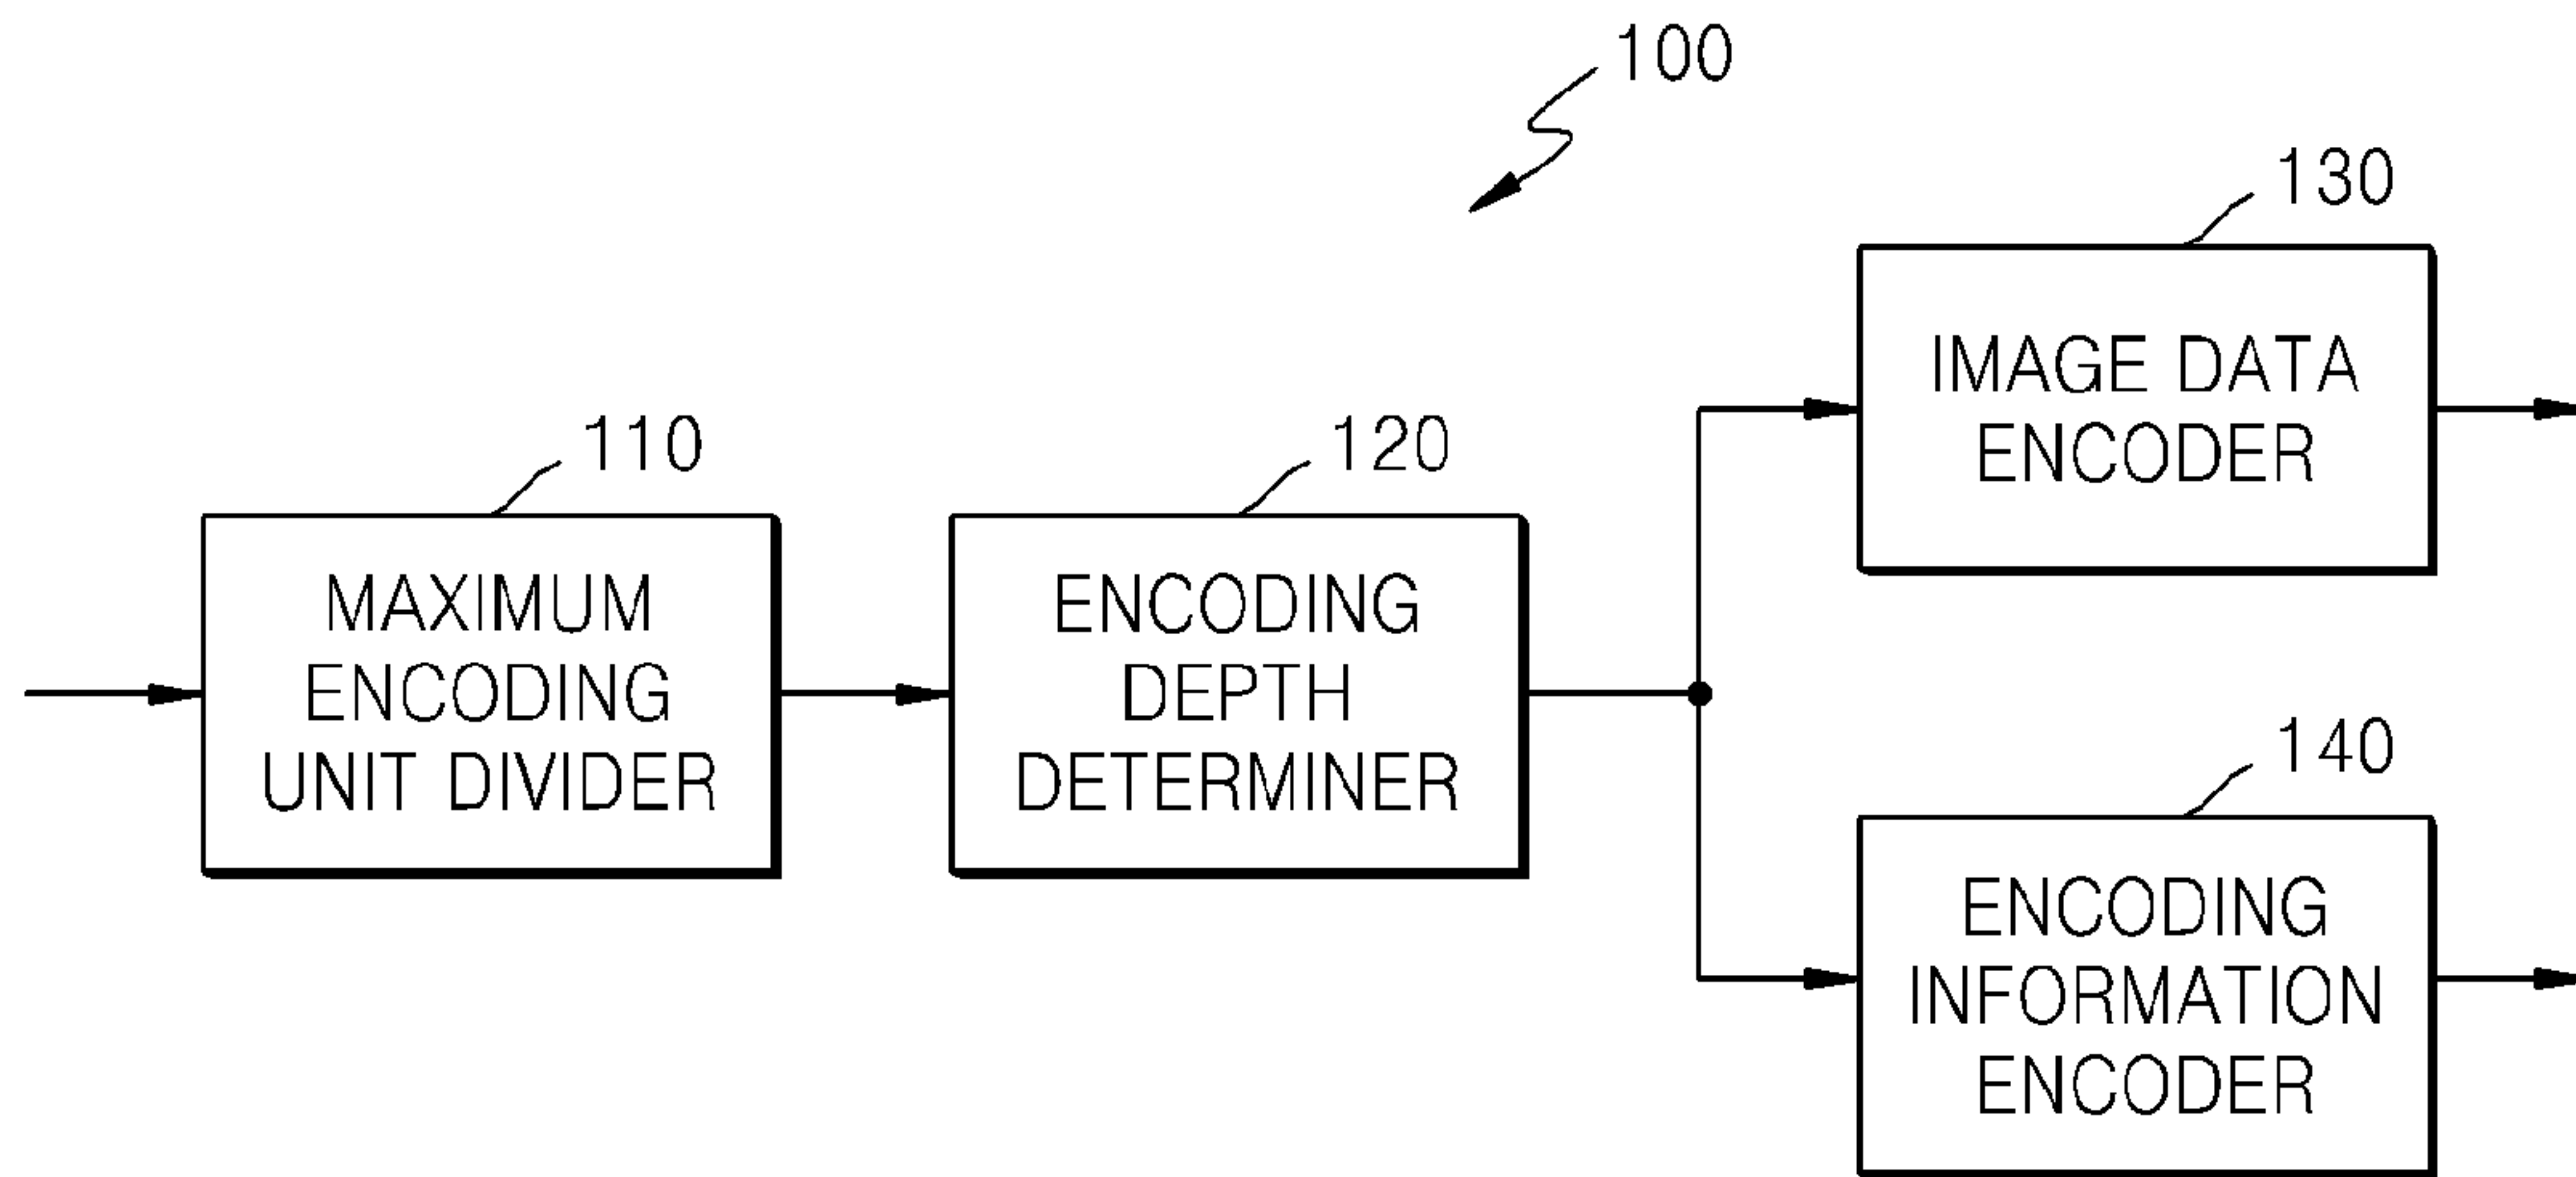 100
110
MAXIMUM
ENCODING
UNIT DIVIDER
120
ENCODING
DEPTH
DETERMINER
130
IMAGE DATA
ENCODER
140
ENCODING
INFORMATION
ENCODER